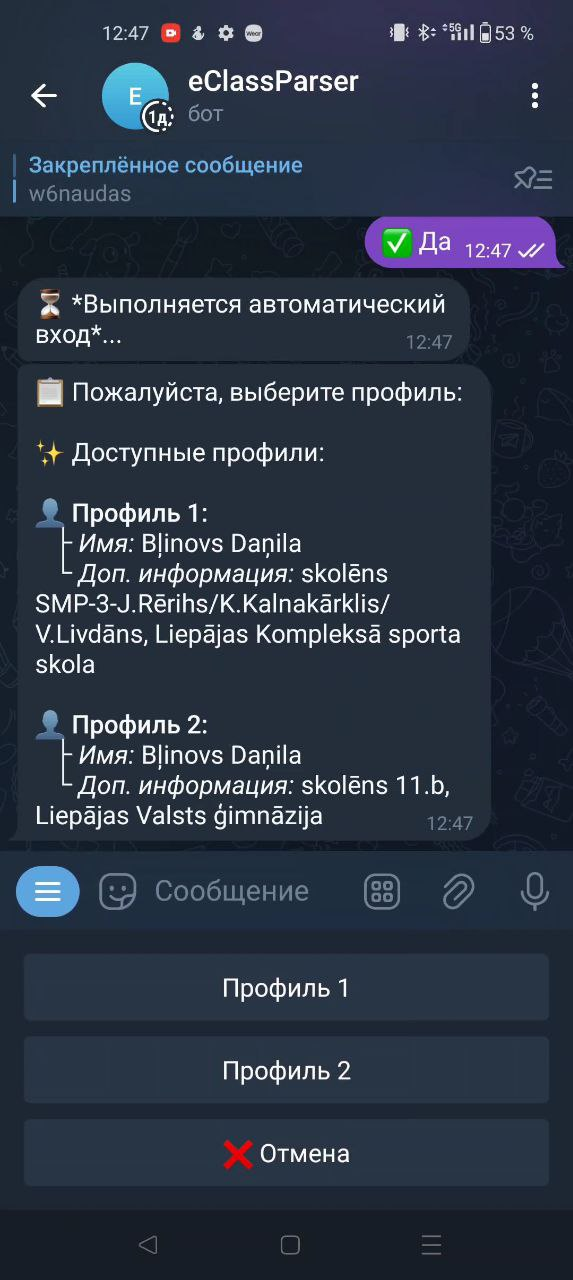 12:47
Wear
5G
53 %
E
1д
eClassParser
бот
Закреплённое сообщение
w6naudas
✅ Да 12:47
⏳ *Выполняется автоматический
вход*... 12:47
📋 Пожалуйста, выберите профиль:
✨ Доступные профили:
👤 Профиль 1:
├ Имя: Bļinovs Daņila
└ Доп. информация: skolēns
SMP-3-J.Rērihs/K.Kalnakārklis/
V.Livdāns, Liepājas Kompleksā sporta
skola
👤 Профиль 2:
├ Имя: Bļinovs Daņila
└ Доп. информация: skolēns 11.b,
Liepājas Valsts ģimnāzija 12:47
Сообщение
Профиль 1
Профиль 2
❌ Отмена